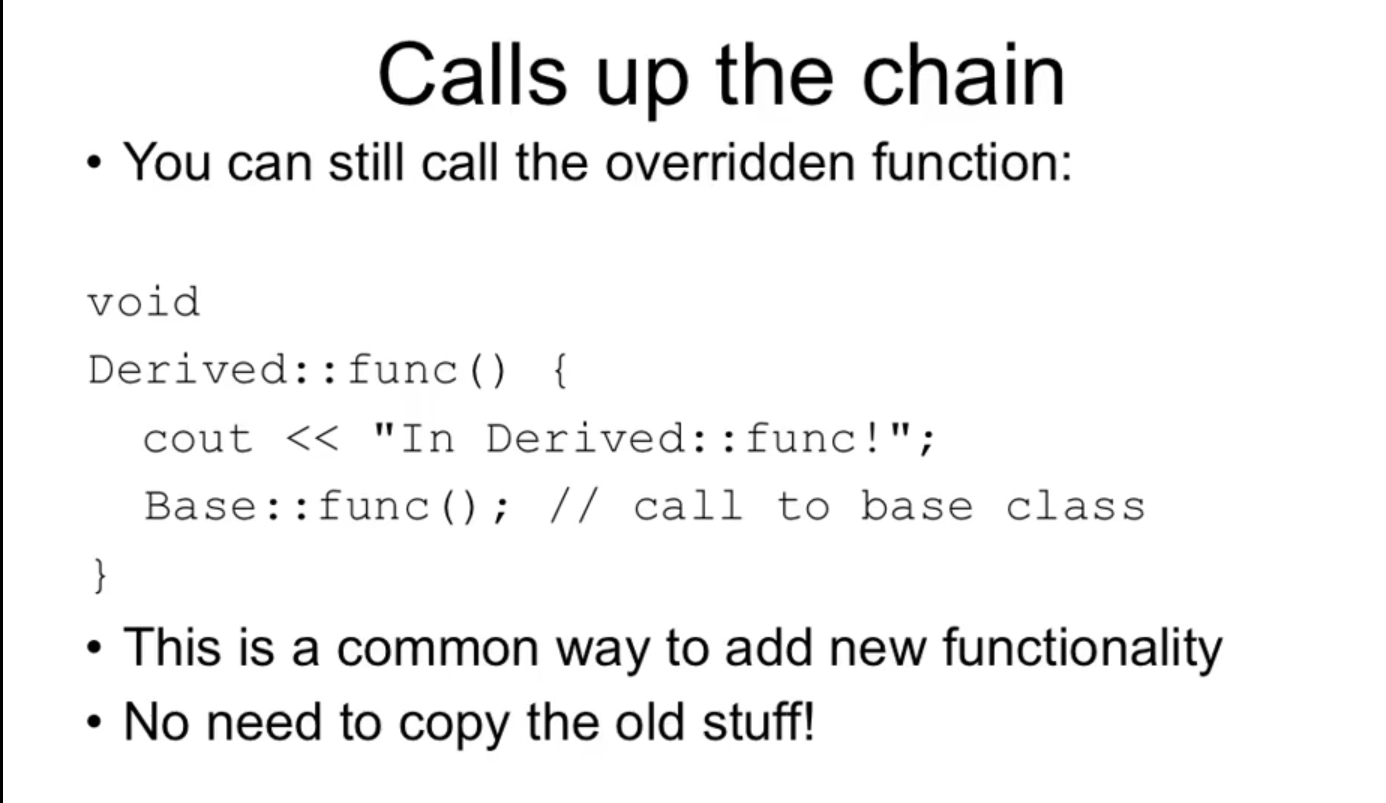 Calls up the chain
• You can still call the overridden function:
void
Derived::func() {
  cout << "In Derived::func!";
  Base::func(); // call to base class
}
• This is a common way to add new functionality
• No need to copy the old stuff!